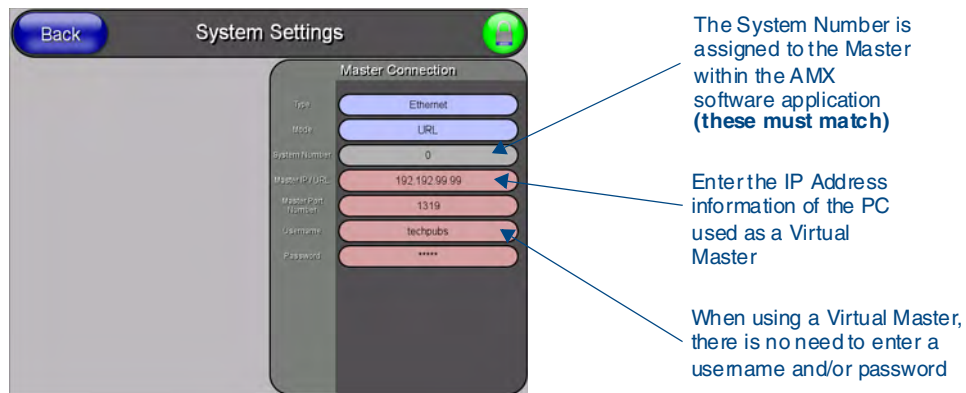 Back
System Settings
Master Connection
Type
Ethernet
Mode
URL
System Number
0
Master IP / URL
192.192.99.99
Master Port
Number
1319
Username
techpubs
Password
*****
The System Number is
assigned to the Master
within the AMX
software application
(these must match)
Enter the IP Address
information of the PC
used as a Virtual
Master
When using a Virtual Master,
there is no need to enter a
username and/or password